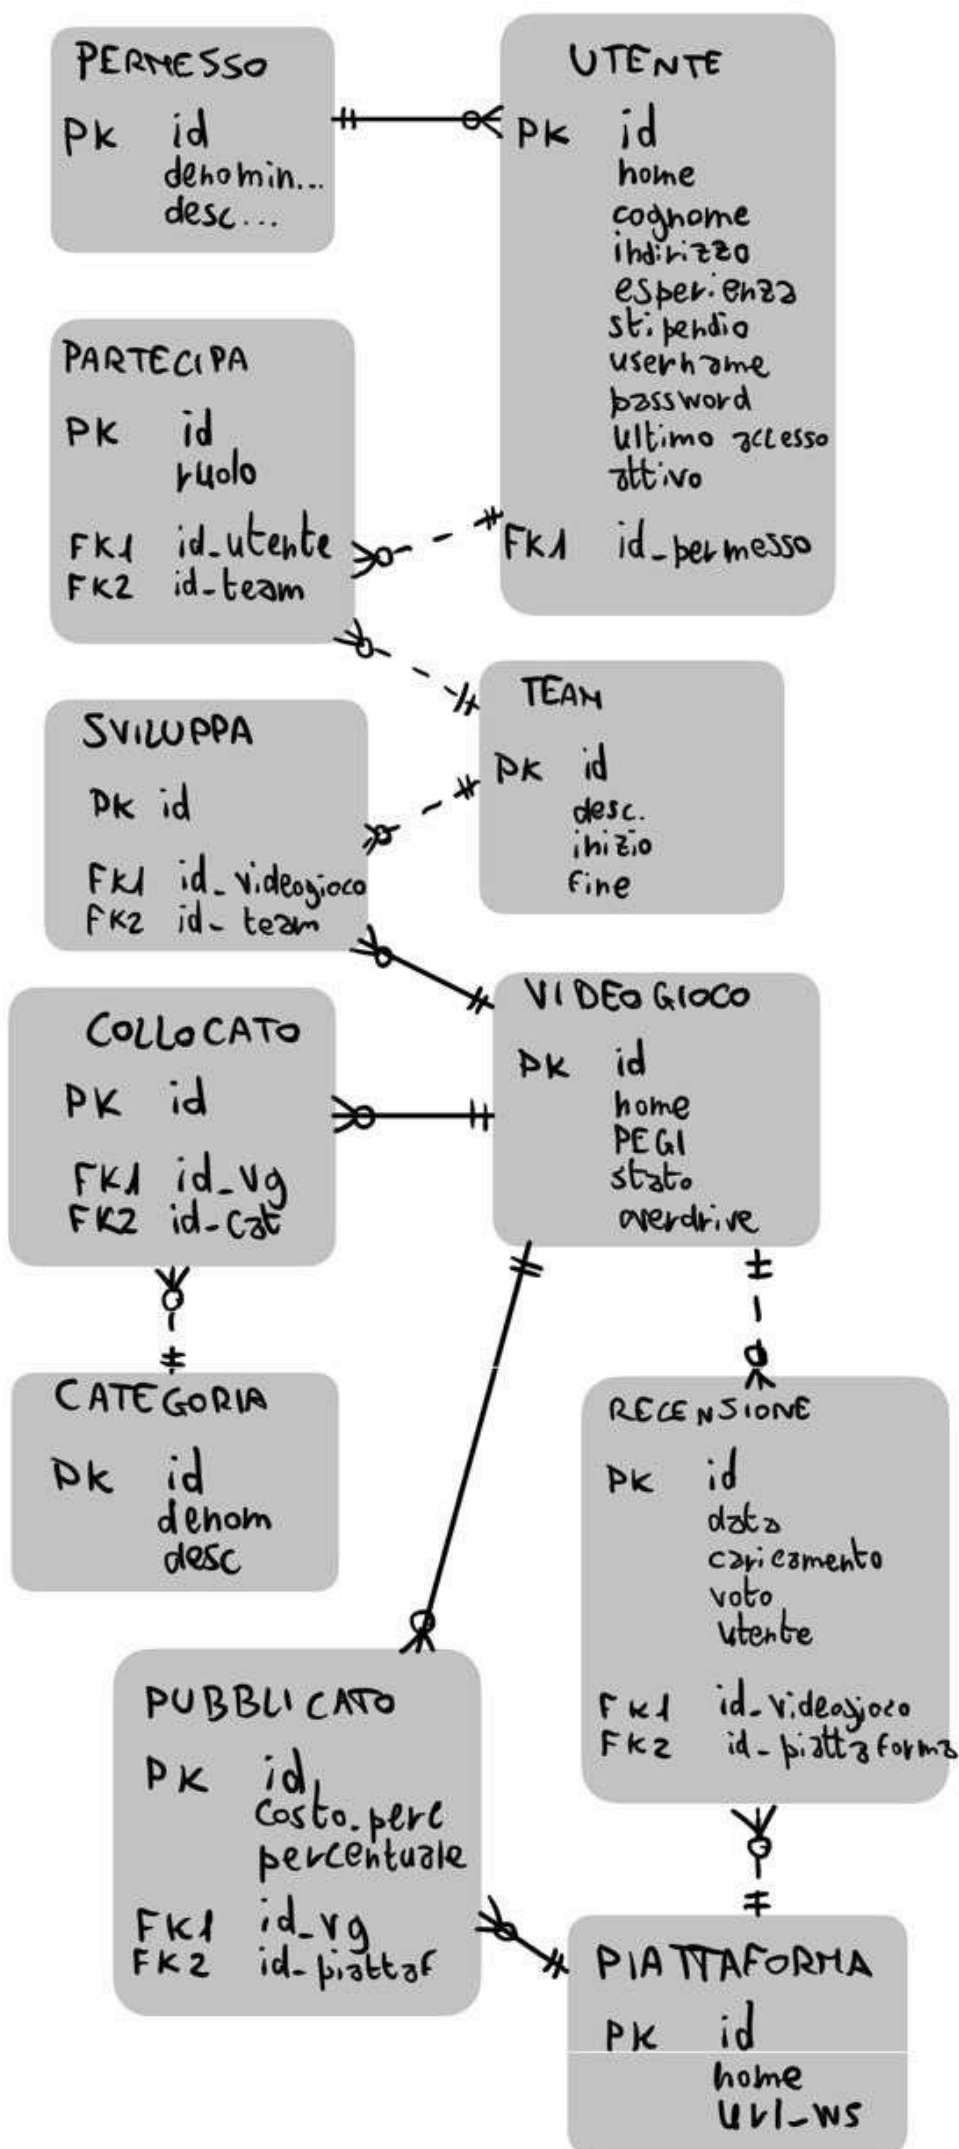 PERMESSO
PK id
denomin...
desc...
UTENTE
PK id
nome
cognome
indirizzo
esperienza
stipendio
username
password
ultimo accesso
attivo
FK1 id_permesso
PARTECIPA
PK id
ruolo
FK1 id_utente
FK2 id_team
TEAM
PK id
desc.
inizio
fine
SVILUPPA
PK id
FK1 id_videogioco
FK2 id_team
VIDEOGIOCO
PK id
nome
PEGI
stato
overdrive
COLLOCATO
PK id
FK1 id_vg
FK2 id_cat
CATEGORIA
PK id
denom
desc
RECENSIONE
PK id
data
caricamento
voto
utente
FK1 id_videogioco
FK2 id_piattaforma
PUBBLICATO
PK id
costo.perc
percentuale
FK1 id_vg
FK2 id_piattaf
PIATTAFORMA
PK id
nome
url_ws